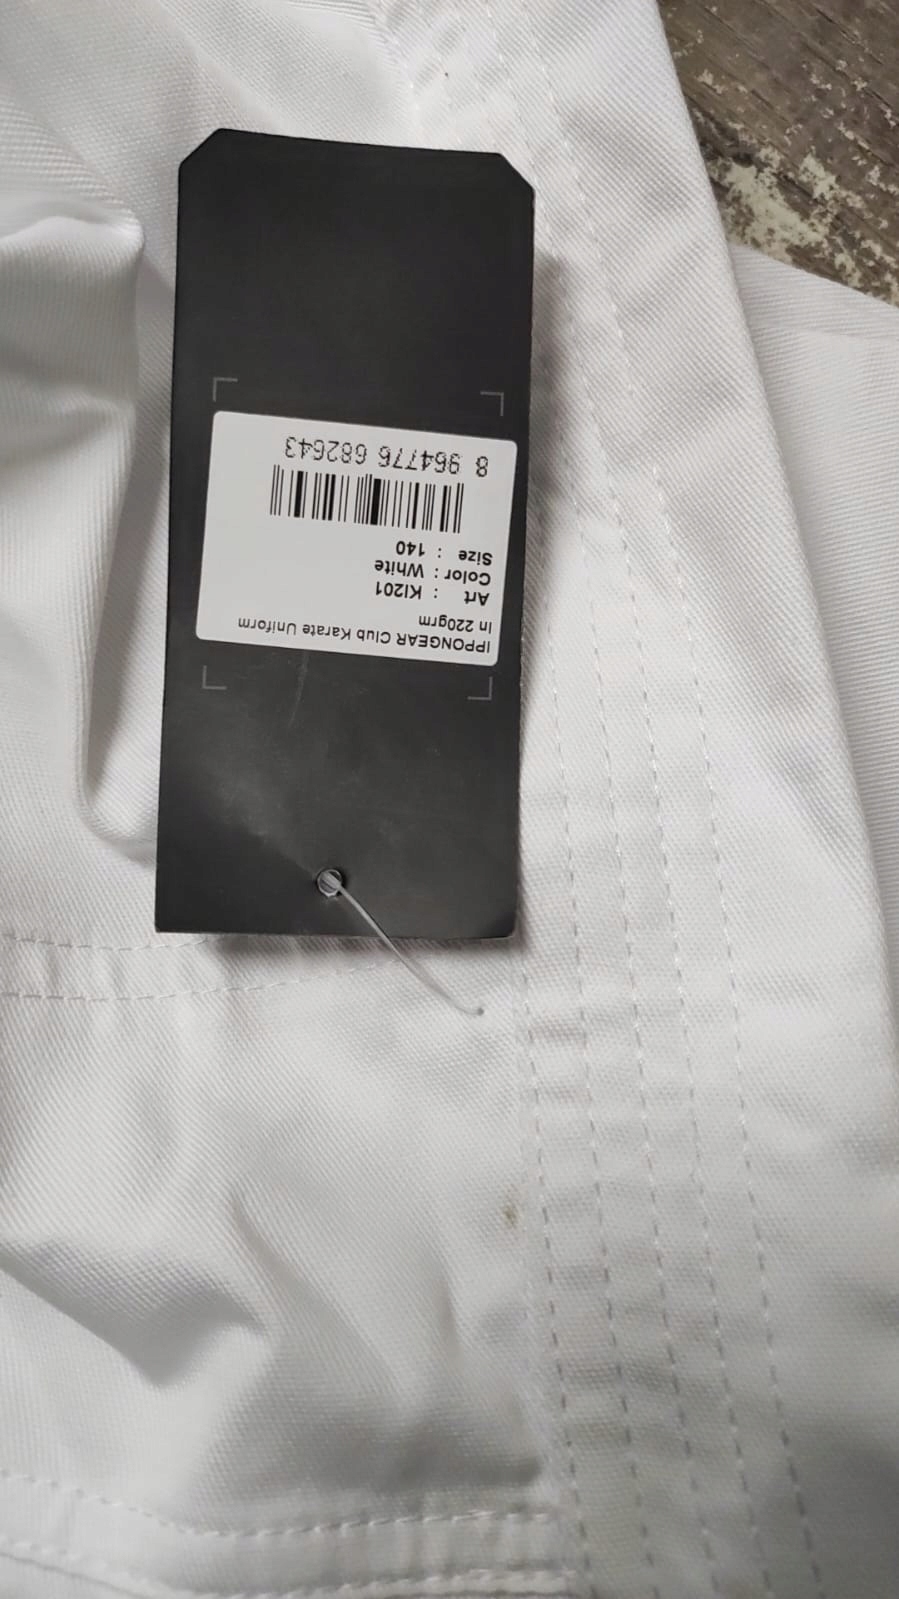 IPPONGEAR Club Karate Uniform
In 220grm
Art : KI201
Color : White
Size : 140
8 964776 682643